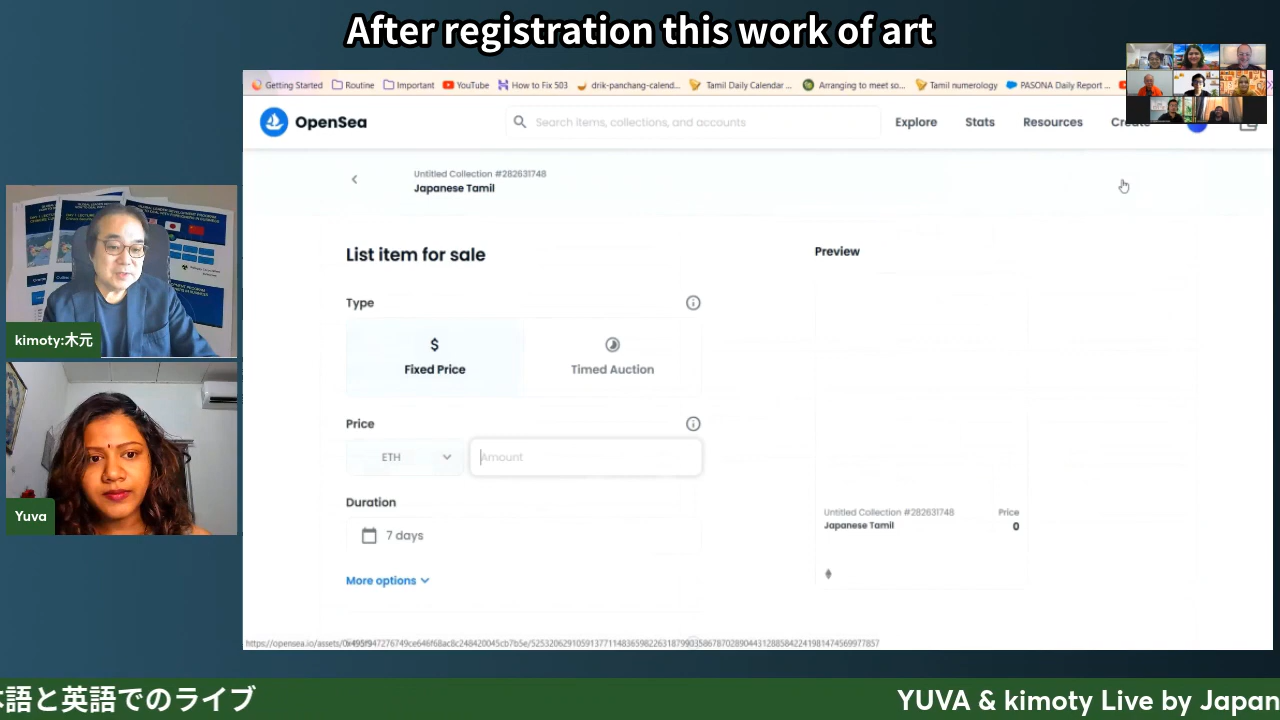 After registration this work of art
Getting Started Routine Important YouTube How to Fix 503 drik-panchang-calend... Tamil Daily Calendar ... Arranging to meet so... Tamil numerology PASONA Daily Report ...
OpenSea Search items, collections, and accounts Explore Stats Resources Create
Untitled Collection #282631748
Japanese Tamil
List item for sale
Preview
Type
$
Fixed Price Timed Auction
Price
ETH Amount
Duration
7 days
More options
Untitled Collection #282631748 Price
Japanese Tamil 0
kimoty:木元
Yuva
語と英語でのライブ
YUVA & kimoty Live by Japan